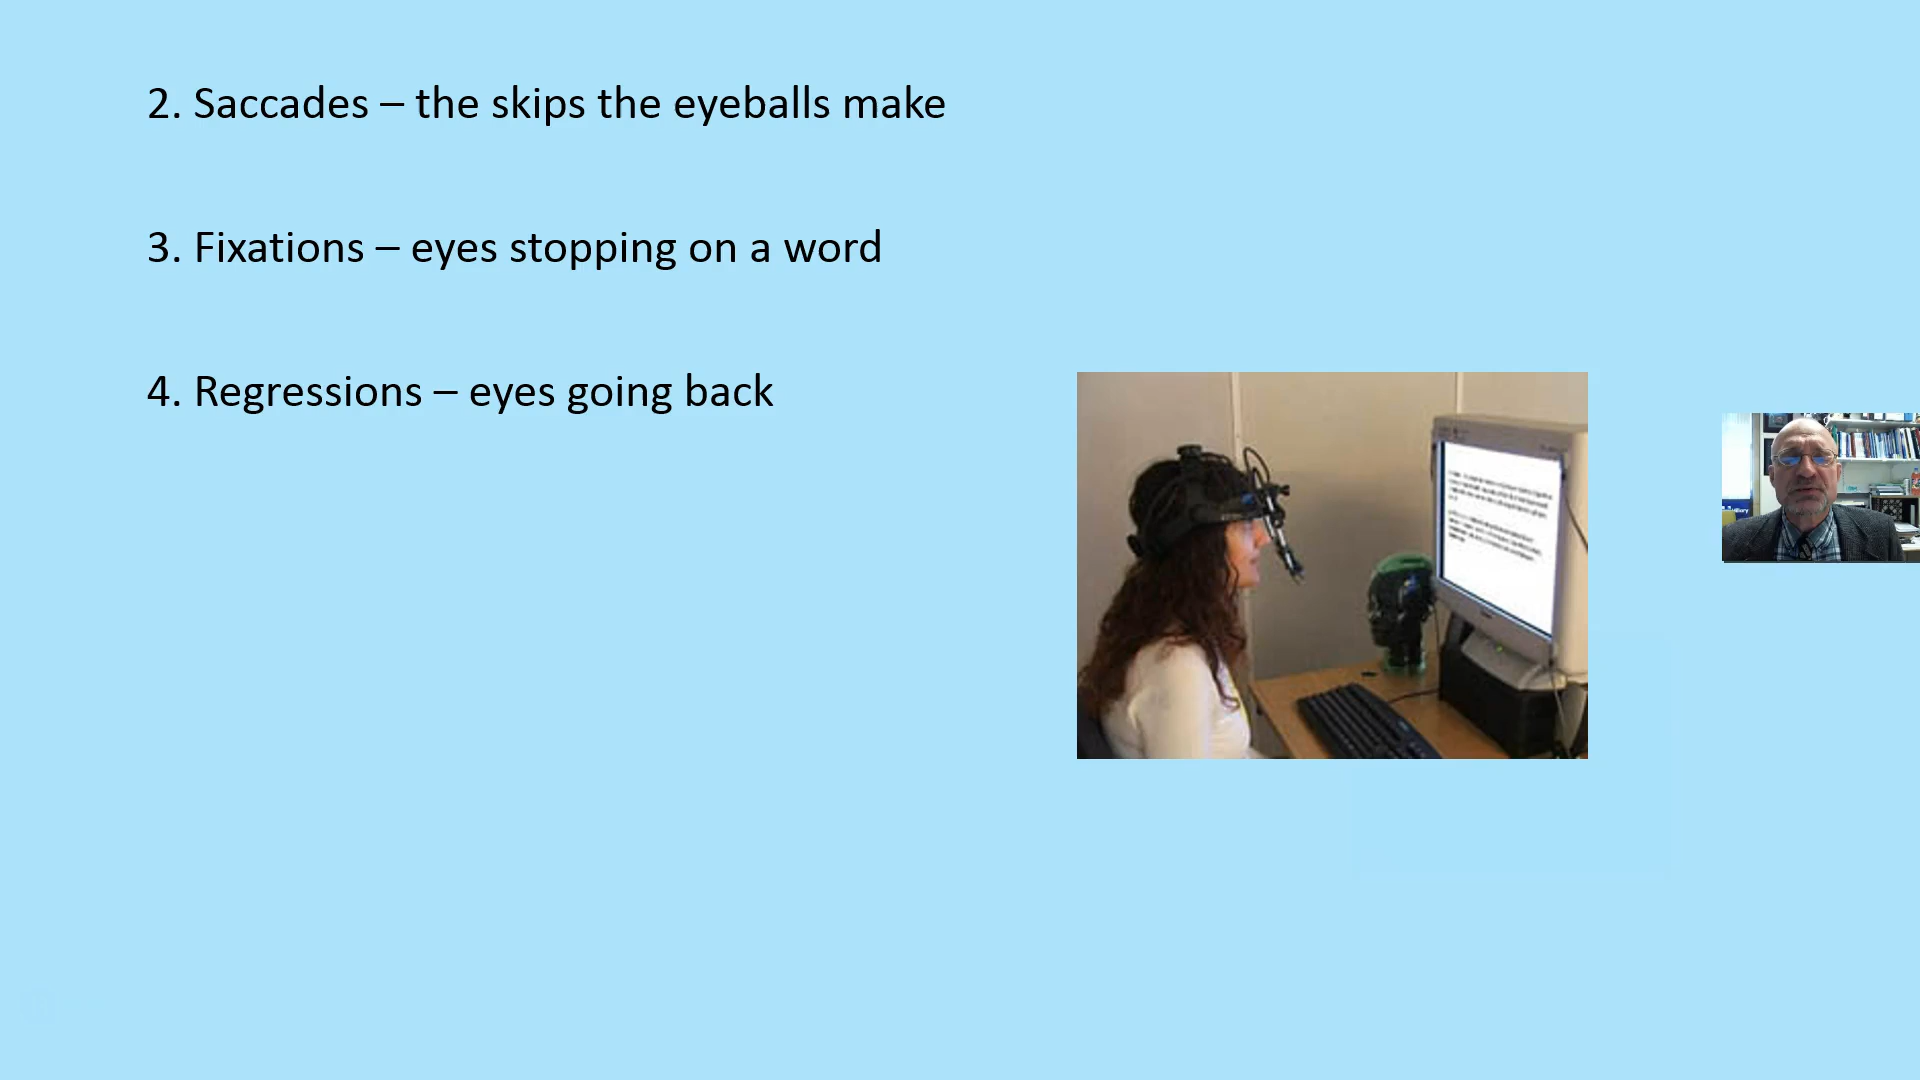 2. Saccades – the skips the eyeballs make
3. Fixations – eyes stopping on a word
4. Regressions – eyes going back